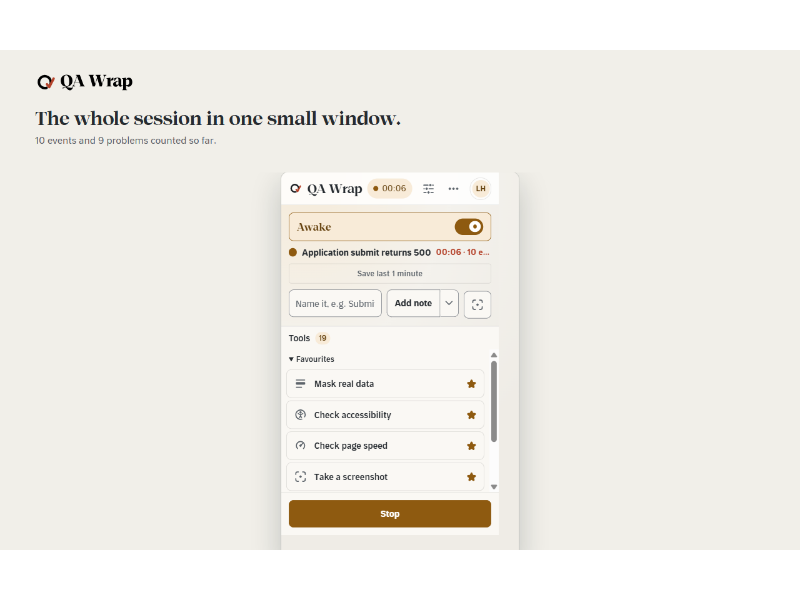 QA Wrap
The whole session in one small window.
10 events and 9 problems counted so far.
QA Wrap 00:06 LH
Awake
Application submit returns 500 00:06 · 10 e...
Save last 1 minute
Name it, e.g. Submi Add note
Tools 19
Favourites
Mask real data
Check accessibility
Check page speed
Take a screenshot
Stop